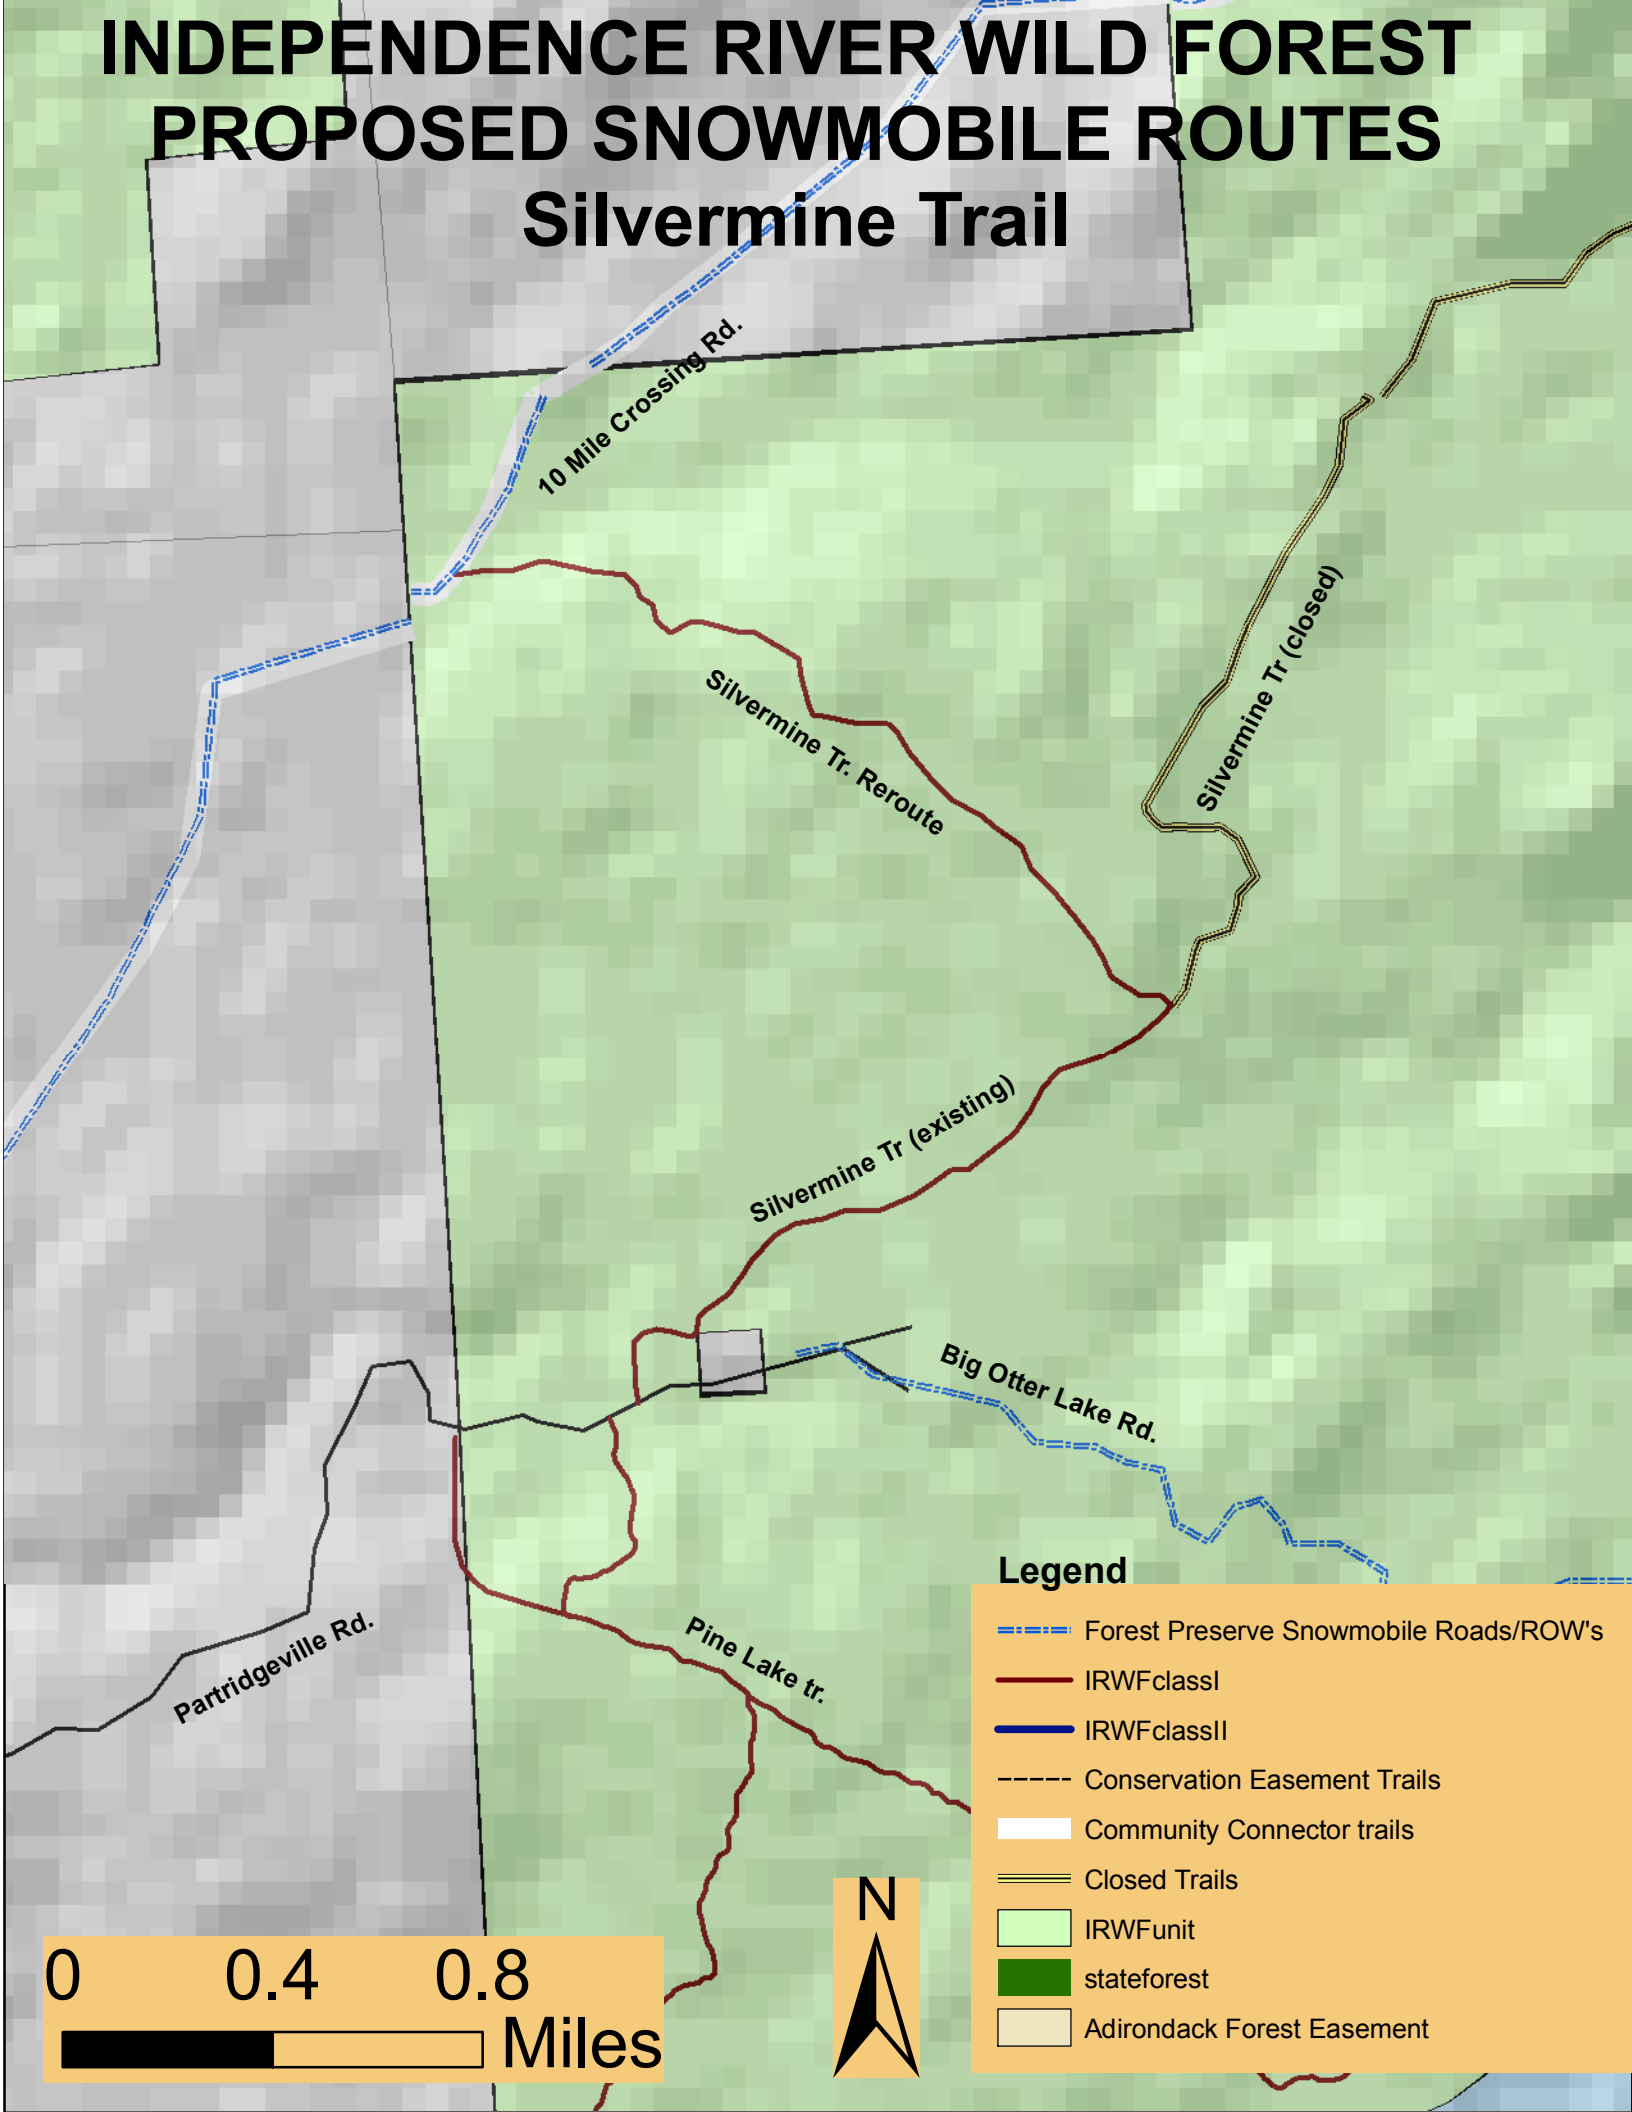 INDEPENDENCE RIVER WILD FOREST
PROPOSED SNOWMOBILE ROUTES
Silvermine Trail
10 Mile Crossing Rd.
Silvermine Tr. Reroute
Silvermine Tr (closed)
Silvermine Tr (existing)
Big Otter Lake Rd.
Partridgeville Rd.
Pine Lake tr.
Legend
Forest Preserve Snowmobile Roads/ROW's
IRWFclassI
IRWFclassII
Conservation Easement Trails
Community Connector trails
Closed Trails
IRWFunit
stateforest
Adirondack Forest Easement
N
0 0.4 0.8
Miles